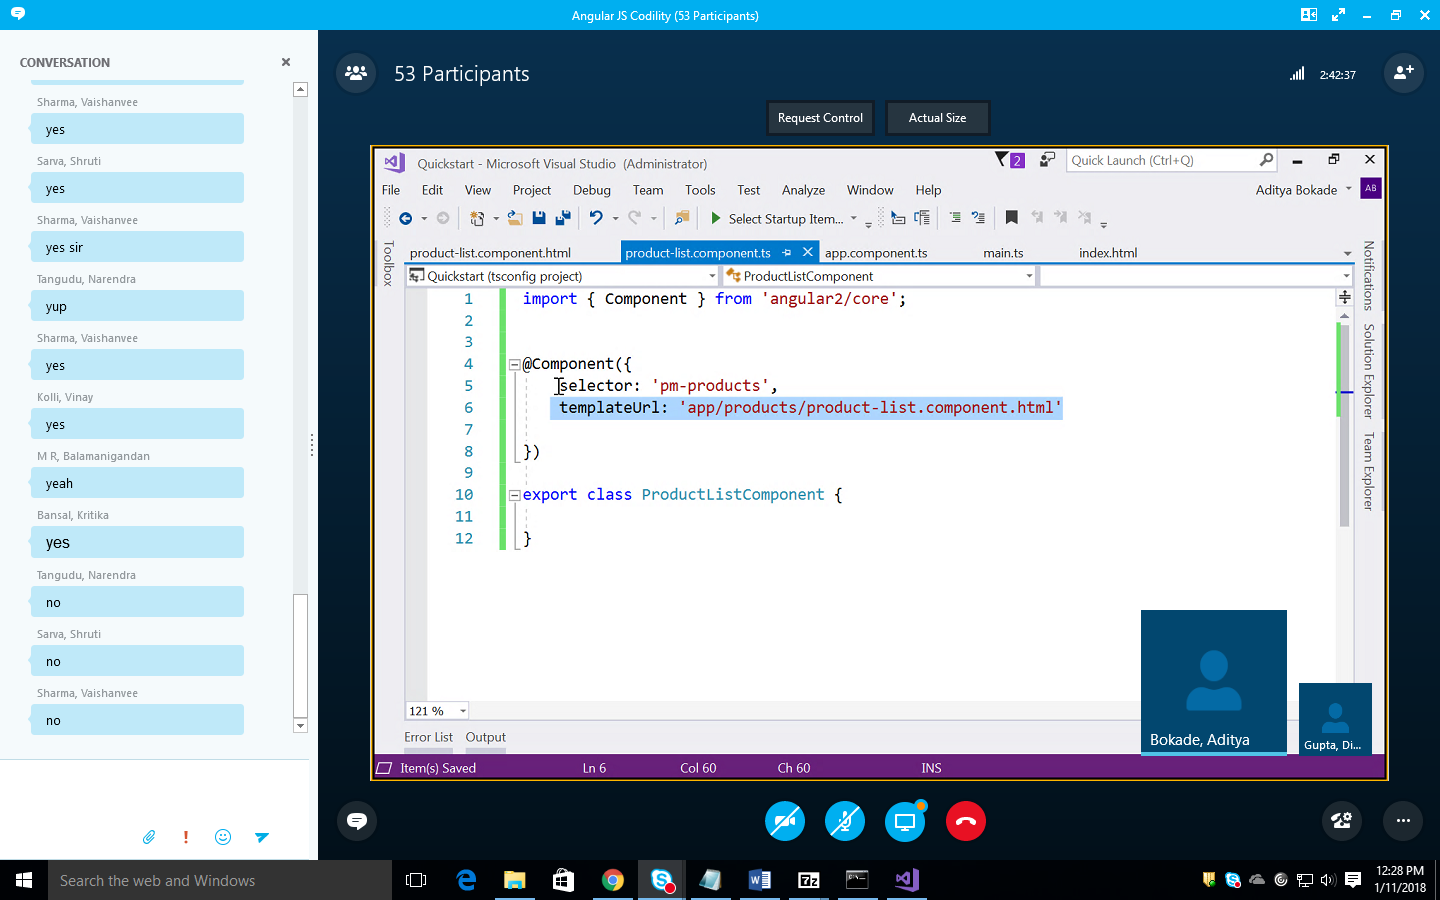 Angular JS Codility (53 Participants)
CONVERSATION
Sharma, Vaishanvee
yes
Sarva, Shruti
yes
Sharma, Vaishanvee
yes sir
Tangudu, Narendra
yup
Sharma, Vaishanvee
yes
Kolli, Vinay
yes
M R, Balamanigandan
yeah
Bansal, Kritika
yes
Tangudu, Narendra
no
Sarva, Shruti
no
Sharma, Vaishanvee
no
53 Participants
2:42:37
Request Control
Actual Size
Quickstart - Microsoft Visual Studio (Administrator)
2
Quick Launch (Ctrl+Q)
File Edit View Project Debug Team Tools Test Analyze Window Help
Aditya Bokade
AB
Select Startup Item...
Toolbox
product-list.component.html
product-list.component.ts
app.component.ts
main.ts
index.html
Quickstart (tsconfig project)
ProductListComponent
1 import { Component } from 'angular2/core';
2
3
4 @Component({
5 selector: 'pm-products',
6 templateUrl: 'app/products/product-list.component.html'
7
8 })
9
10 export class ProductListComponent {
11
12 }
Notifications
Solution Explorer
Team Explorer
121 %
Error List Output
Item(s) Saved Ln 6 Col 60 Ch 60 INS
Bokade, Aditya
Gupta, Di...
Search the web and Windows
12:28 PM
1/11/2018